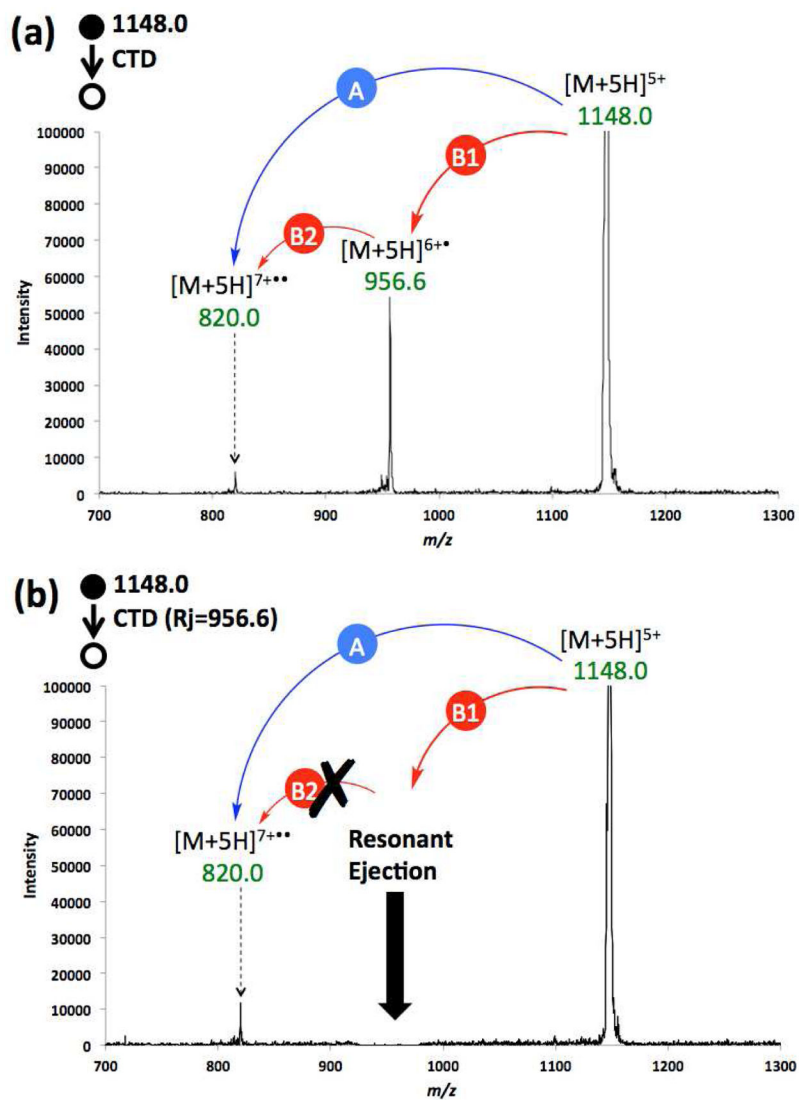 (a)
1148.0
CTD
A
[M+5H]5+
1148.0
B1
B2
[M+5H]6+•
956.6
[M+5H]7+••
820.0
Intensity
100000
90000
80000
70000
60000
50000
40000
30000
20000
10000
0
700 800 900 1000 1100 1200 1300
m/z
(b)
1148.0
CTD (Rj=956.6)
A
[M+5H]5+
1148.0
B1
B2
X
[M+5H]7+••
820.0
Resonant
Ejection
Intensity
100000
90000
80000
70000
60000
50000
40000
30000
20000
10000
0
700 800 900 1000 1100 1200 1300
m/z